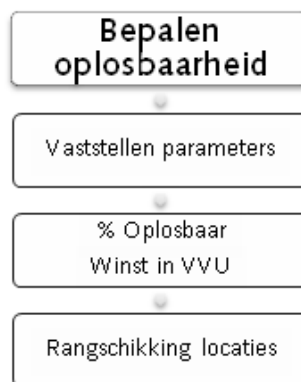 Bepalen
oplosbaarheid
Vaststellen parameters
% Oplosbaar
Winst in VVU
Rangschikking locaties